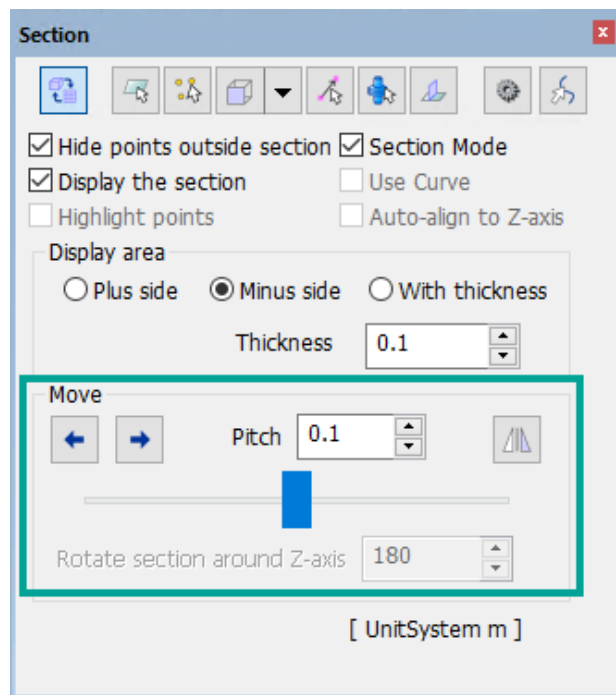 Section
Hide points outside section Section Mode
Display the section Use Curve
Highlight points Auto-align to Z-axis
Display area
Plus side Minus side With thickness
Thickness 0.1
Move
Pitch 0.1
Rotate section around Z-axis 180
[ UnitSystem m ]